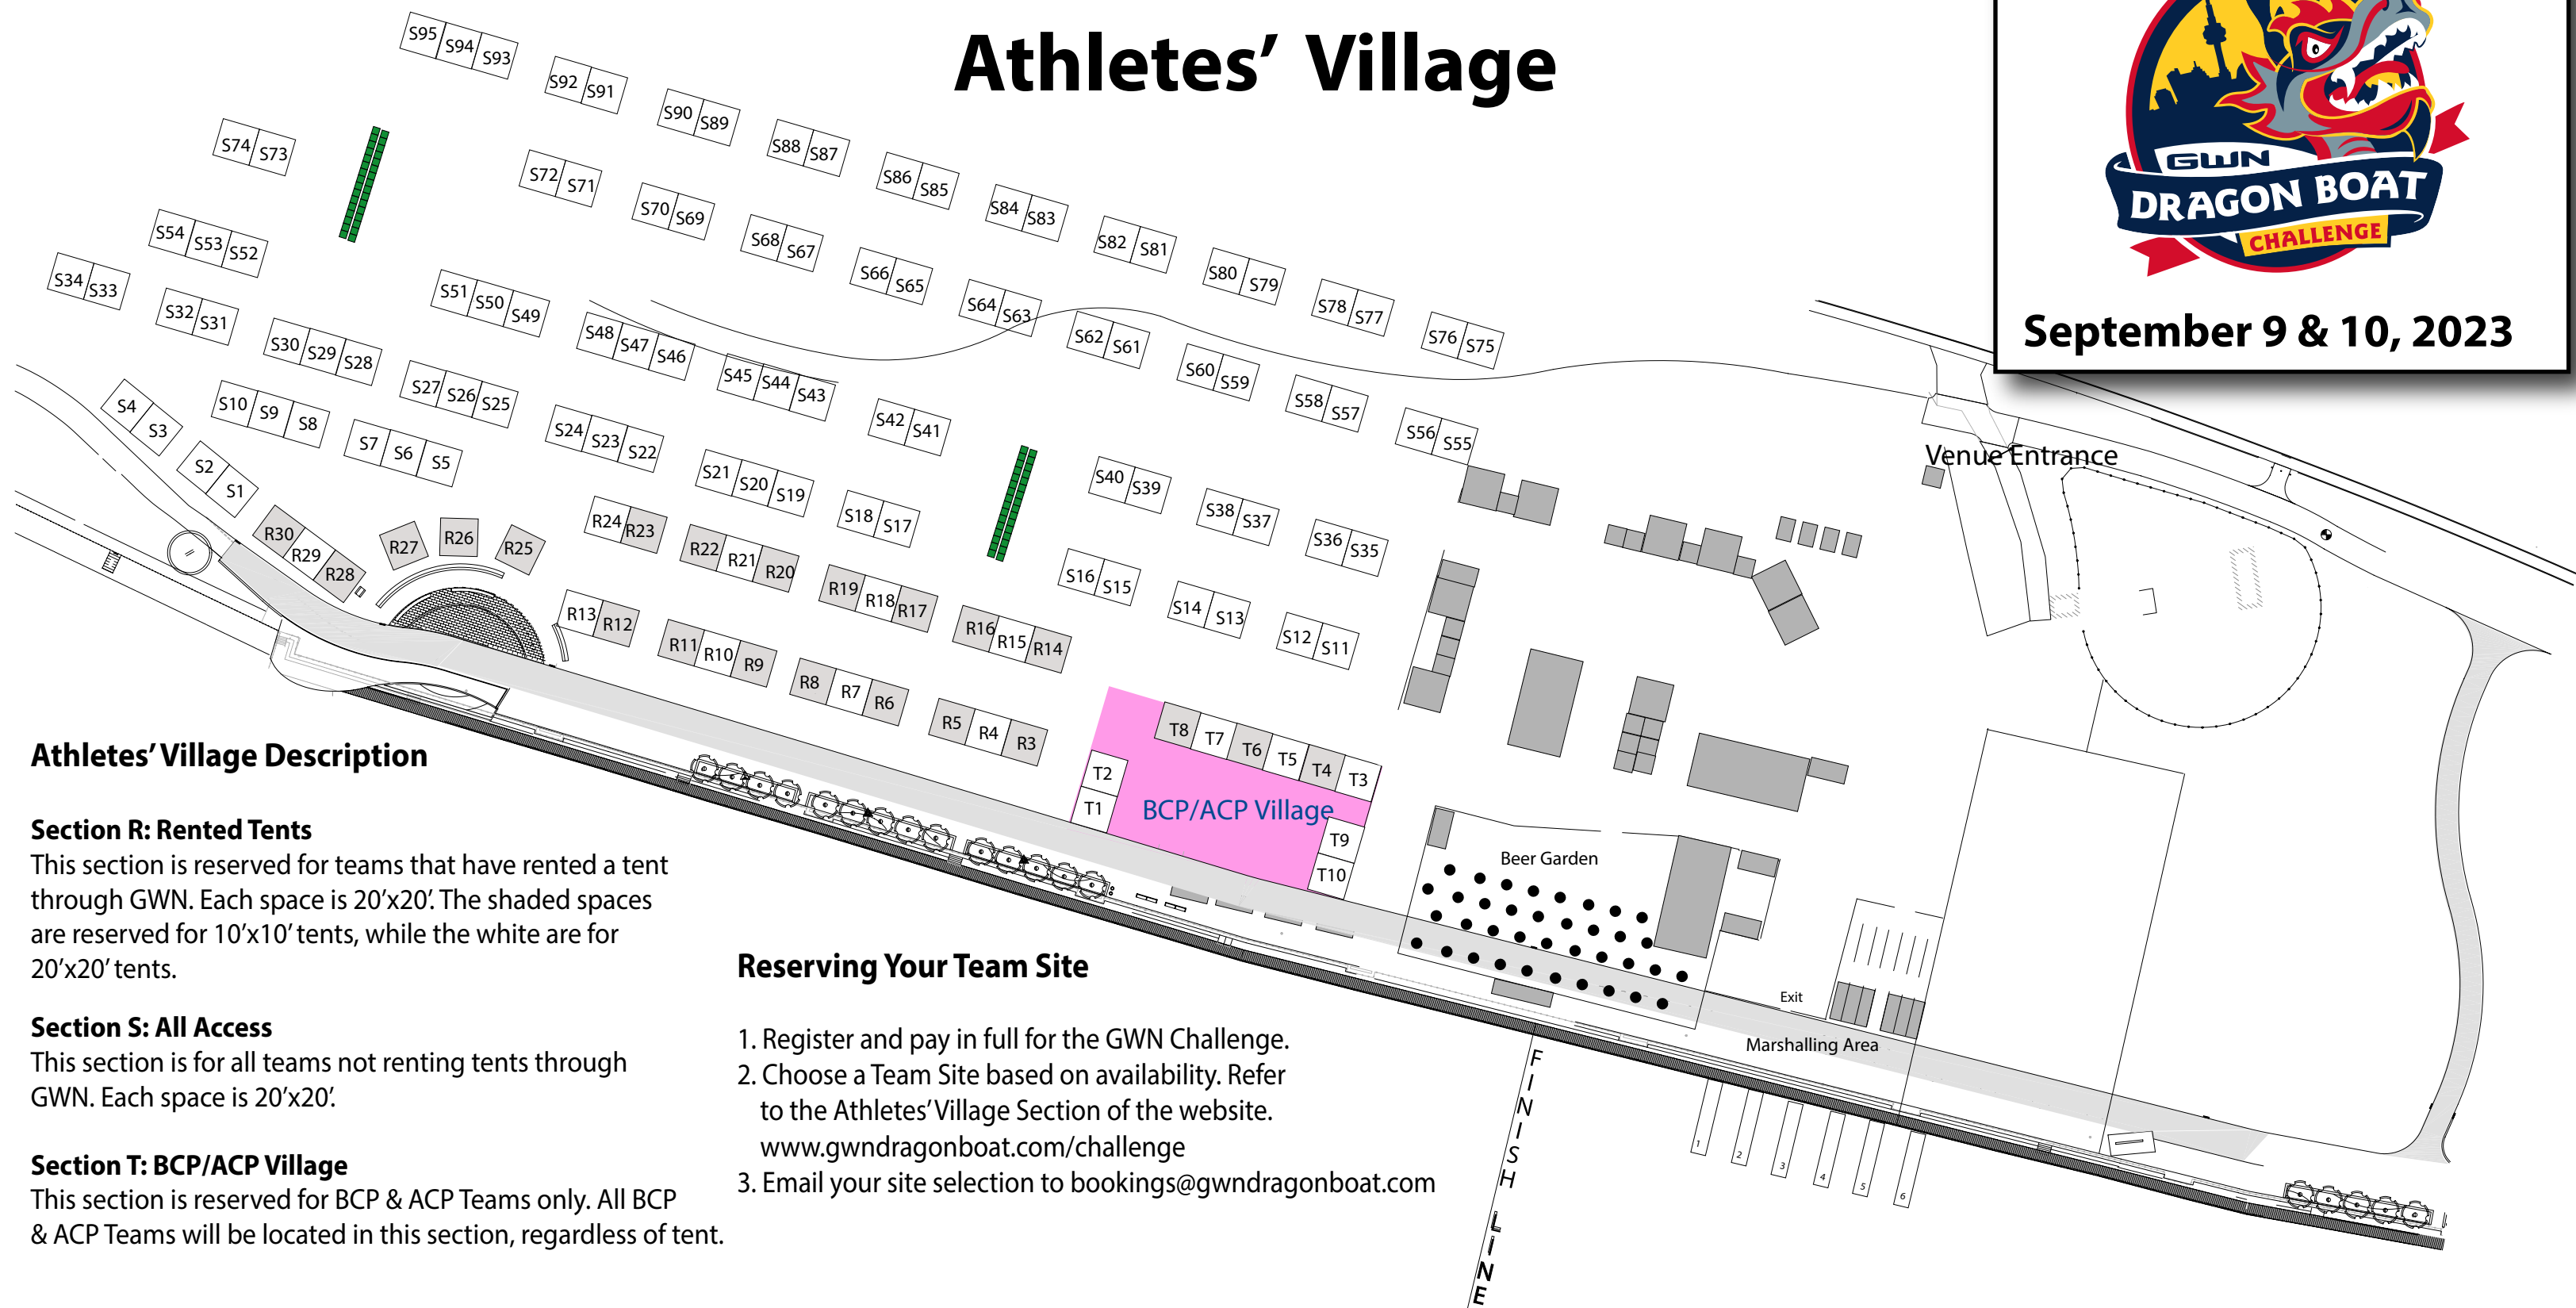 Athletes' Village
GWN
DRAGON BOAT
CHALLENGE
September 9 & 10, 2023
S95 S94 S93
S92 S91
S90 S89
S88 S87
S86 S85
S84 S83
S82 S81
S80 S79
S78 S77
S76 S75
S74 S73
S72 S71
S70 S69
S68 S67
S66 S65
S64 S63
S62 S61
S60 S59
S58 S57
S56 S55
S54 S53 S52
S51 S50 S49
S48 S47 S46
S45 S44 S43
S42 S41
S40 S39
S38 S37
S36 S35
S34 S33
S32 S31
S30 S29 S28
S27 S26 S25
S24 S23 S22
S21 S20 S19
S18 S17
S16 S15
S14 S13
S12 S11
S10 S9 S8
S7 S6 S5
S4 S3
S2 S1
R30 R29 R28
R27
R26
R25
R24 R23
R22 R21 R20
R19 R18 R17
R16 R15 R14
R13 R12
R11 R10 R9
R8 R7 R6
R5 R4 R3
T8 T7 T6 T5 T4 T3
T2
T1
BCP/ACP Village
T9
T10
Venue Entrance
Beer Garden
Exit
Marshalling Area
FINISH LINE
1 2 3 4 5 6
Athletes' Village Description
Section R: Rented Tents
This section is reserved for teams that have rented a tent
through GWN. Each space is 20'x20'. The shaded spaces
are reserved for 10'x10' tents, while the white are for
20'x20' tents.
Section S: All Access
This section is for all teams not renting tents through
GWN. Each space is 20'x20'.
Section T: BCP/ACP Village
This section is reserved for BCP & ACP Teams only. All BCP
& ACP Teams will be located in this section, regardless of tent.
Reserving Your Team Site
1. Register and pay in full for the GWN Challenge.
2. Choose a Team Site based on availability. Refer
to the Athletes' Village Section of the website.
www.gwndragonboat.com/challenge
3. Email your site selection to bookings@gwndragonboat.com